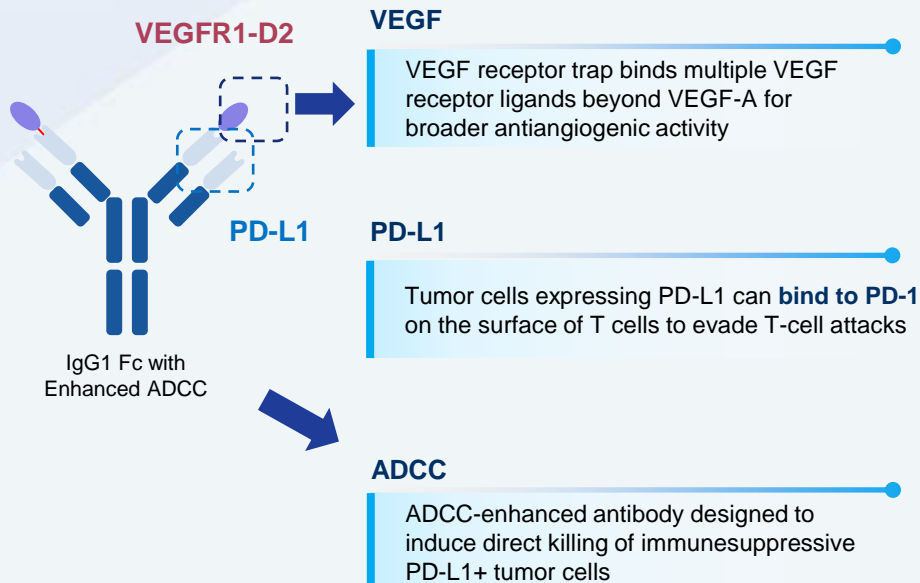 VEGFR1-D2
PD-L1
IgG1 Fc with
Enhanced ADCC
VEGF
VEGF receptor trap binds multiple VEGF
receptor ligands beyond VEGF-A for
broader antiangiogenic activity
PD-L1
Tumor cells expressing PD-L1 can bind to PD-1
on the surface of T cells to evade T-cell attacks
ADCC
ADCC-enhanced antibody designed to
induce direct killing of immunesuppressive
PD-L1+ tumor cells